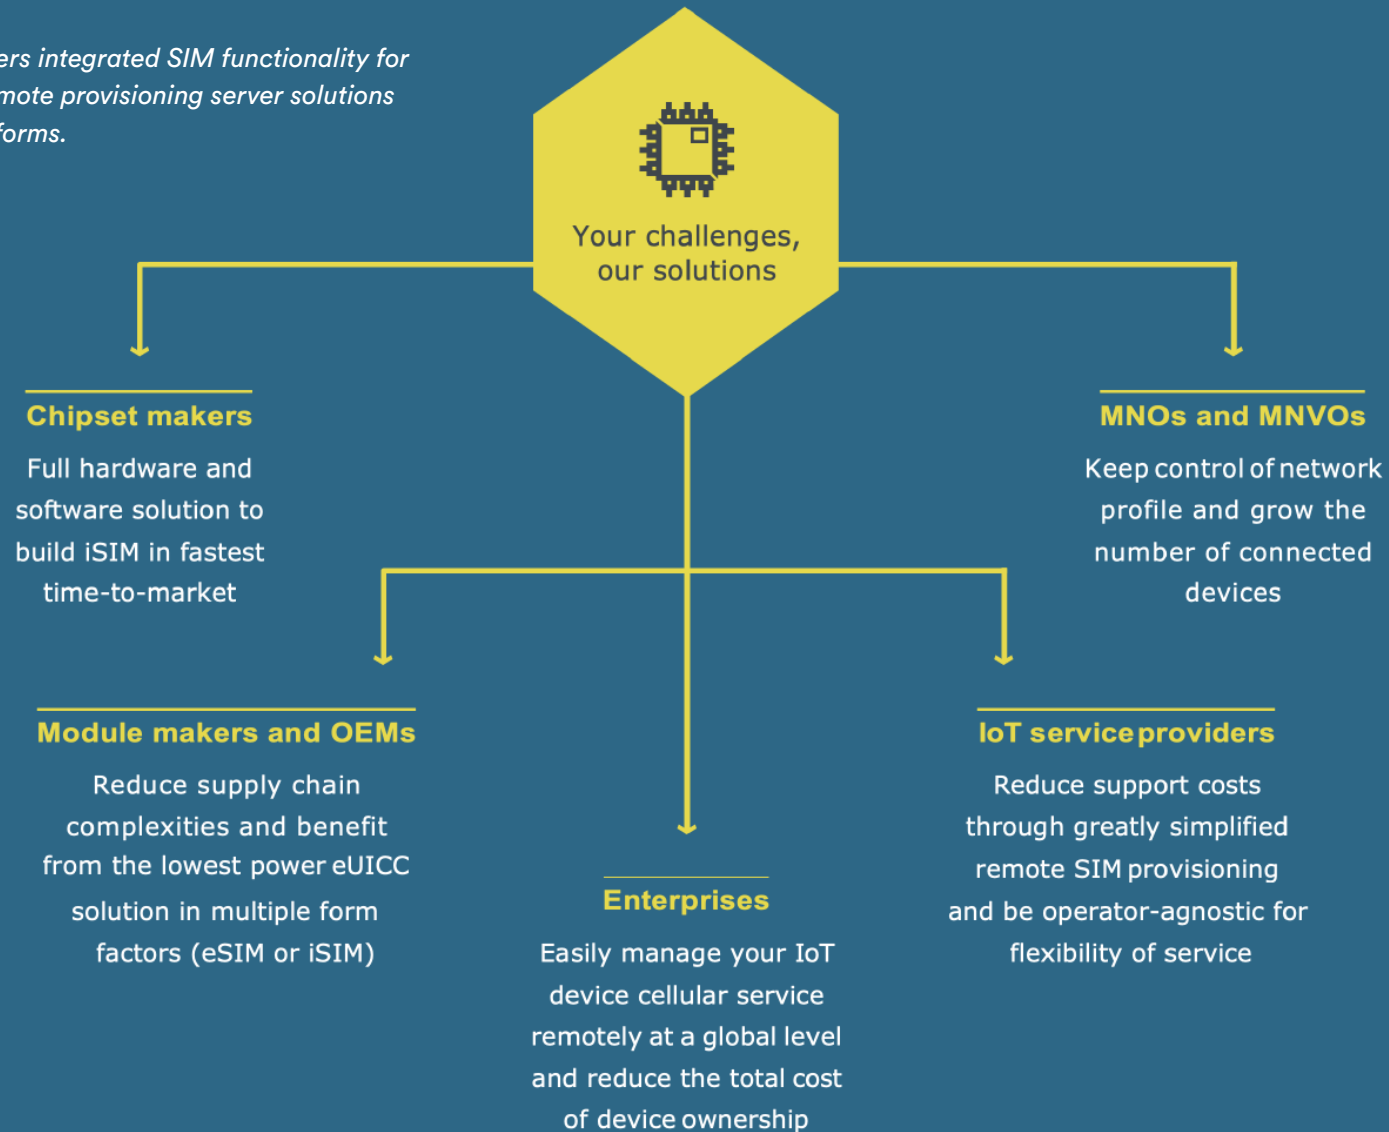 ers integrated SIM functionality for
mote provisioning server solutions
forms.
Your challenges,
our solutions
Chipset makers
Full hardware and
software solution to
build iSIM in fastest
time-to-market
MNOs and MNVOs
Keep control of network
profile and grow the
number of connected
devices
Module makers and OEMs
Reduce supply chain
complexities and benefit
from the lowest power eUICC
solution in multiple form
factors (eSIM or iSIM)
Enterprises
Easily manage your IoT
device cellular service
remotely at a global level
and reduce the total cost
of device ownership
IoT service providers
Reduce support costs
through greatly simplified
remote SIM provisioning
and be operator-agnostic for
flexibility of service